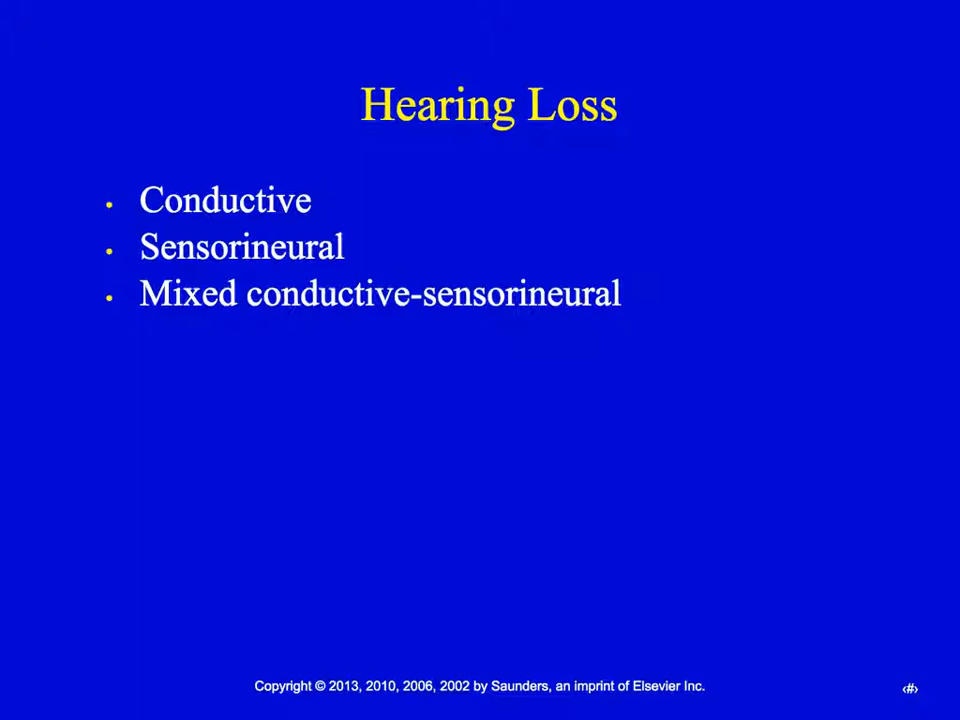 Hearing Loss
• Conductive
• Sensorineural
• Mixed conductive-sensorineural
Copyright © 2013, 2010, 2006, 2002 by Saunders, an imprint of Elsevier Inc.
‹#›